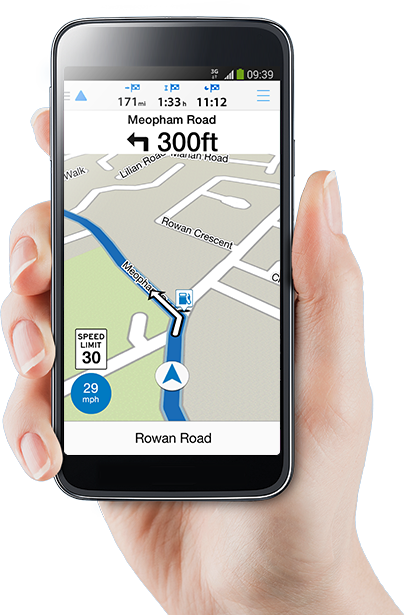 3G 09:39
171mi 1:33h 11:12
Meopham Road
300ft
Lilian Road
Marian Road
Walk
Rowan Crescent
Meopham
SPEED
LIMIT
30
29
mph
Rowan Road